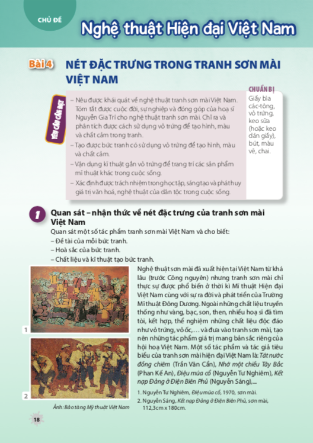 CHỦ ĐỀ
Nghệ thuật Hiện đại Việt Nam
Bài 4
NÉT ĐẶC TRƯNG TRONG TRANH SƠN MÀI
VIỆT NAM
YÊU CẦU CẦN ĐẠT
– Nêu được khái quát về nghệ thuật tranh sơn mài Việt Nam.
Tóm tắt được cuộc đời, sự nghiệp và đóng góp của hoạ sĩ
Nguyễn Gia Trí cho nghệ thuật tranh sơn mài. Chỉ ra và
phân tích được cách sử dụng vỏ trứng để tạo hình, màu
và chất cảm trong tranh.
– Tạo được bức tranh có sử dụng vỏ trứng để tạo hình, màu
và chất cảm.
– Vận dụng kĩ thuật gắn vỏ trứng để trang trí các sản phẩm
mĩ thuật khác trong cuộc sống.
– Xác định được trách nhiệm trong học tập, sáng tạo và phát huy
giá trị văn hoá, nghệ thuật của dân tộc trong cuộc sống.
CHUẨN BỊ
Giấy bìa
các-tông,
vỏ trứng,
keo sữa
(hoặc keo
dán giấy),
bút, màu
vẽ, chai.
1
Quan sát – nhận thức về nét đặc trưng của tranh sơn mài
Việt Nam
Quan sát một số tác phẩm tranh sơn mài Việt Nam và cho biết:
– Đề tài của mỗi bức tranh.
– Hoà sắc của bức tranh.
– Chất liệu và kĩ thuật tạo bức tranh.
1
2
Ảnh: Bảo tàng Mỹ thuật Việt Nam
Nghệ thuật sơn mài đã xuất hiện tại Việt Nam từ khá
lâu (trước Công nguyên) nhưng tranh sơn mài chỉ
thực sự được phổ biến ở thời kì Mĩ thuật Hiện đại
Việt Nam cùng với sự ra đời và phát triển của Trường
Mĩ thuật Đông Dương. Ngoài những chất liệu truyền
thống như vàng, bạc, son, then, nhiều hoạ sĩ đã tìm
tòi, kết hợp, thể nghiệm những chất liệu độc đáo
như vỏ trứng, vỏ ốc,... và đưa vào tranh sơn mài, tạo
nên những tác phẩm giá trị mang bản sắc riêng của
hội hoạ Việt Nam. Một số tác phẩm và tác giả tiêu
biểu của tranh sơn mài hiện đại Việt Nam là: Tát nước
đồng chiêm (Trần Văn Cẩn), Nhớ một chiều Tây Bắc
(Phan Kế An), Điệu múa cổ (Nguyễn Tư Nghiêm), Kết
nạp Đảng ở Điện Biên Phủ (Nguyễn Sáng),...
1. Nguyễn Tư Nghiêm, Điệu múa cổ, 1970, sơn mài.
2. Nguyễn Sáng, Kết nạp Đảng ở Điện Biên Phủ, sơn mài,
112,3cm x 180cm.
18